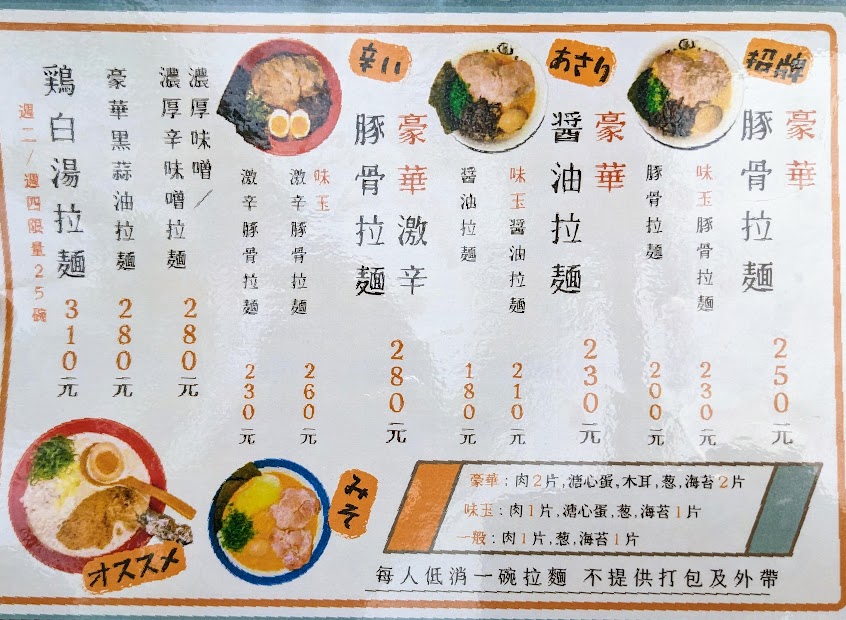 招牌
豪華
豚骨拉麵
250元
味玉豚骨拉麵
230元
豚骨拉麵
200元
あさり
豪華
醬油拉麵
230元
味玉醬油拉麵
210元
醬油拉麵
180元
辛い
豪華激辛
豚骨拉麵
280元
味玉
激辛豚骨拉麵
260元
激辛豚骨拉麵
230元
濃厚味噌／
濃厚辛味噌拉麵
280元
豪華黑蒜油拉麵
280元
鶏白湯拉麵
310元
週二/週四限量25碗
オススメ
みそ
豪華：肉2片,溏心蛋,木耳,葱,海苔2片
味玉：肉1片,溏心蛋,葱,海苔1片
一般：肉1片,葱,海苔1片
每人低消一碗拉麵 不提供打包及外帶